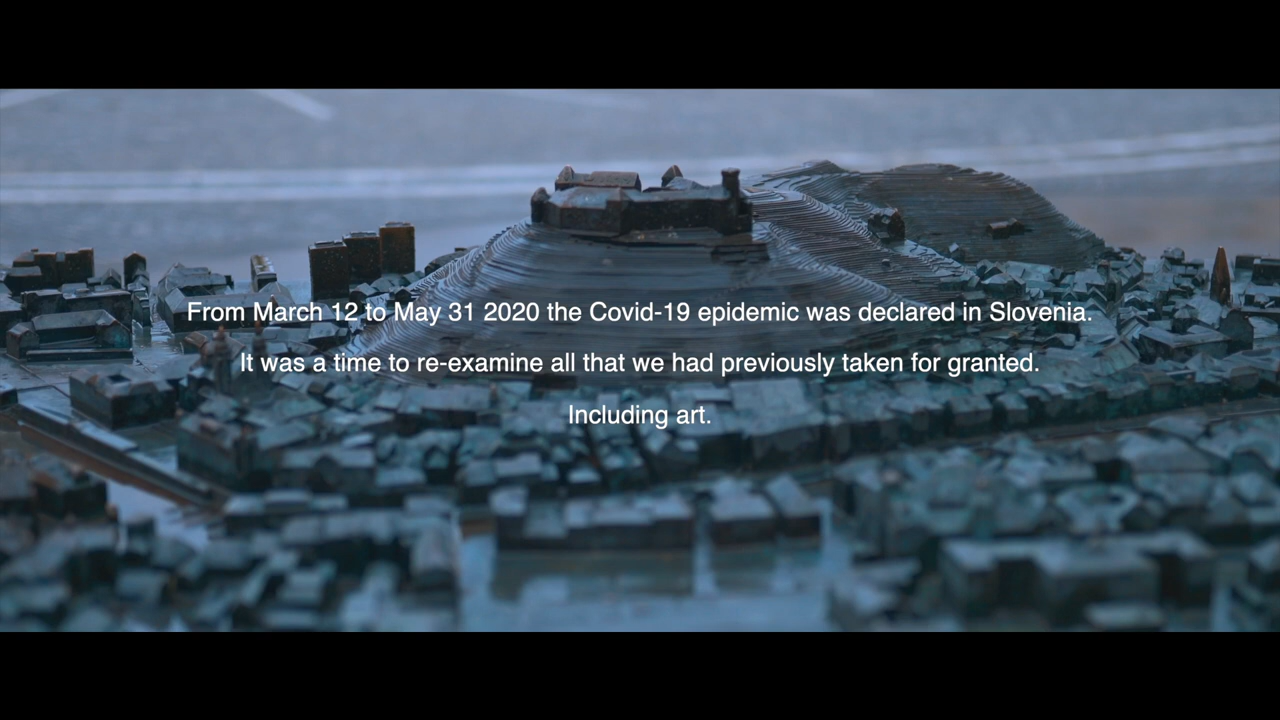 From March 12 to May 31 2020 the Covid-19 epidemic was declared in Slovenia.
It was a time to re-examine all that we had previously taken for granted.
Including art.